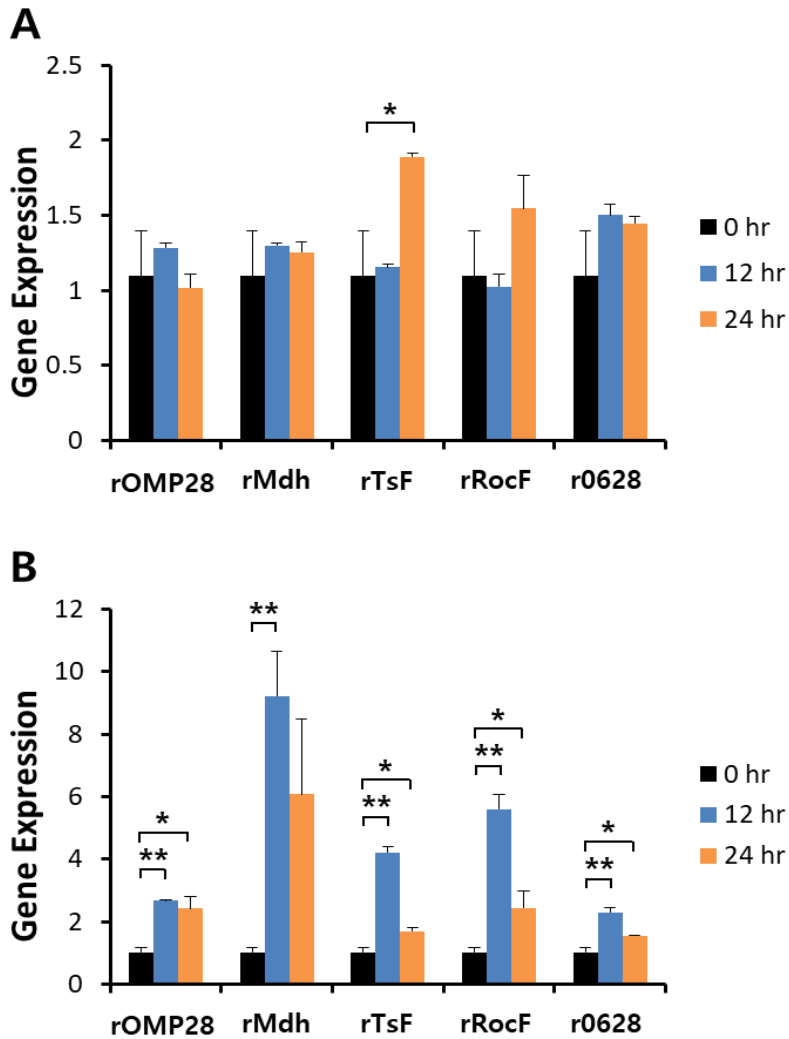 A
Gene Expression
2.5
2
1.5
1
0.5
0
*
rOMP28 rMdh rTsF rRocF r0628
0 hr
12 hr
24 hr
B
Gene Expression
12
10
8
6
4
2
0
*
**
**
*
**
*
**
*
**
rOMP28 rMdh rTsF rRocF r0628
0 hr
12 hr
24 hr